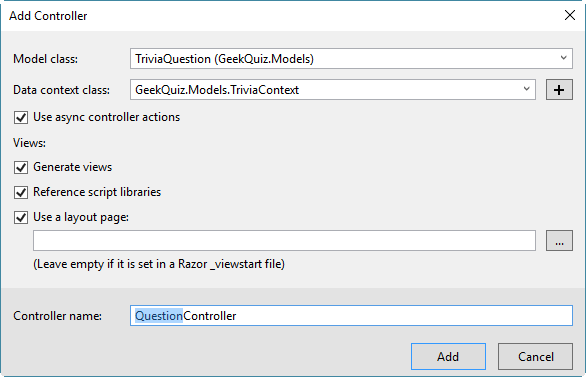 Add Controller
Model class:
TriviaQuestion (GeekQuiz.Models)
Data context class:
GeekQuiz.Models.TriviaContext
+
Use async controller actions
Views:
Generate views
Reference script libraries
Use a layout page:
...
(Leave empty if it is set in a Razor _viewstart file)
Controller name:
QuestionController
Add
Cancel